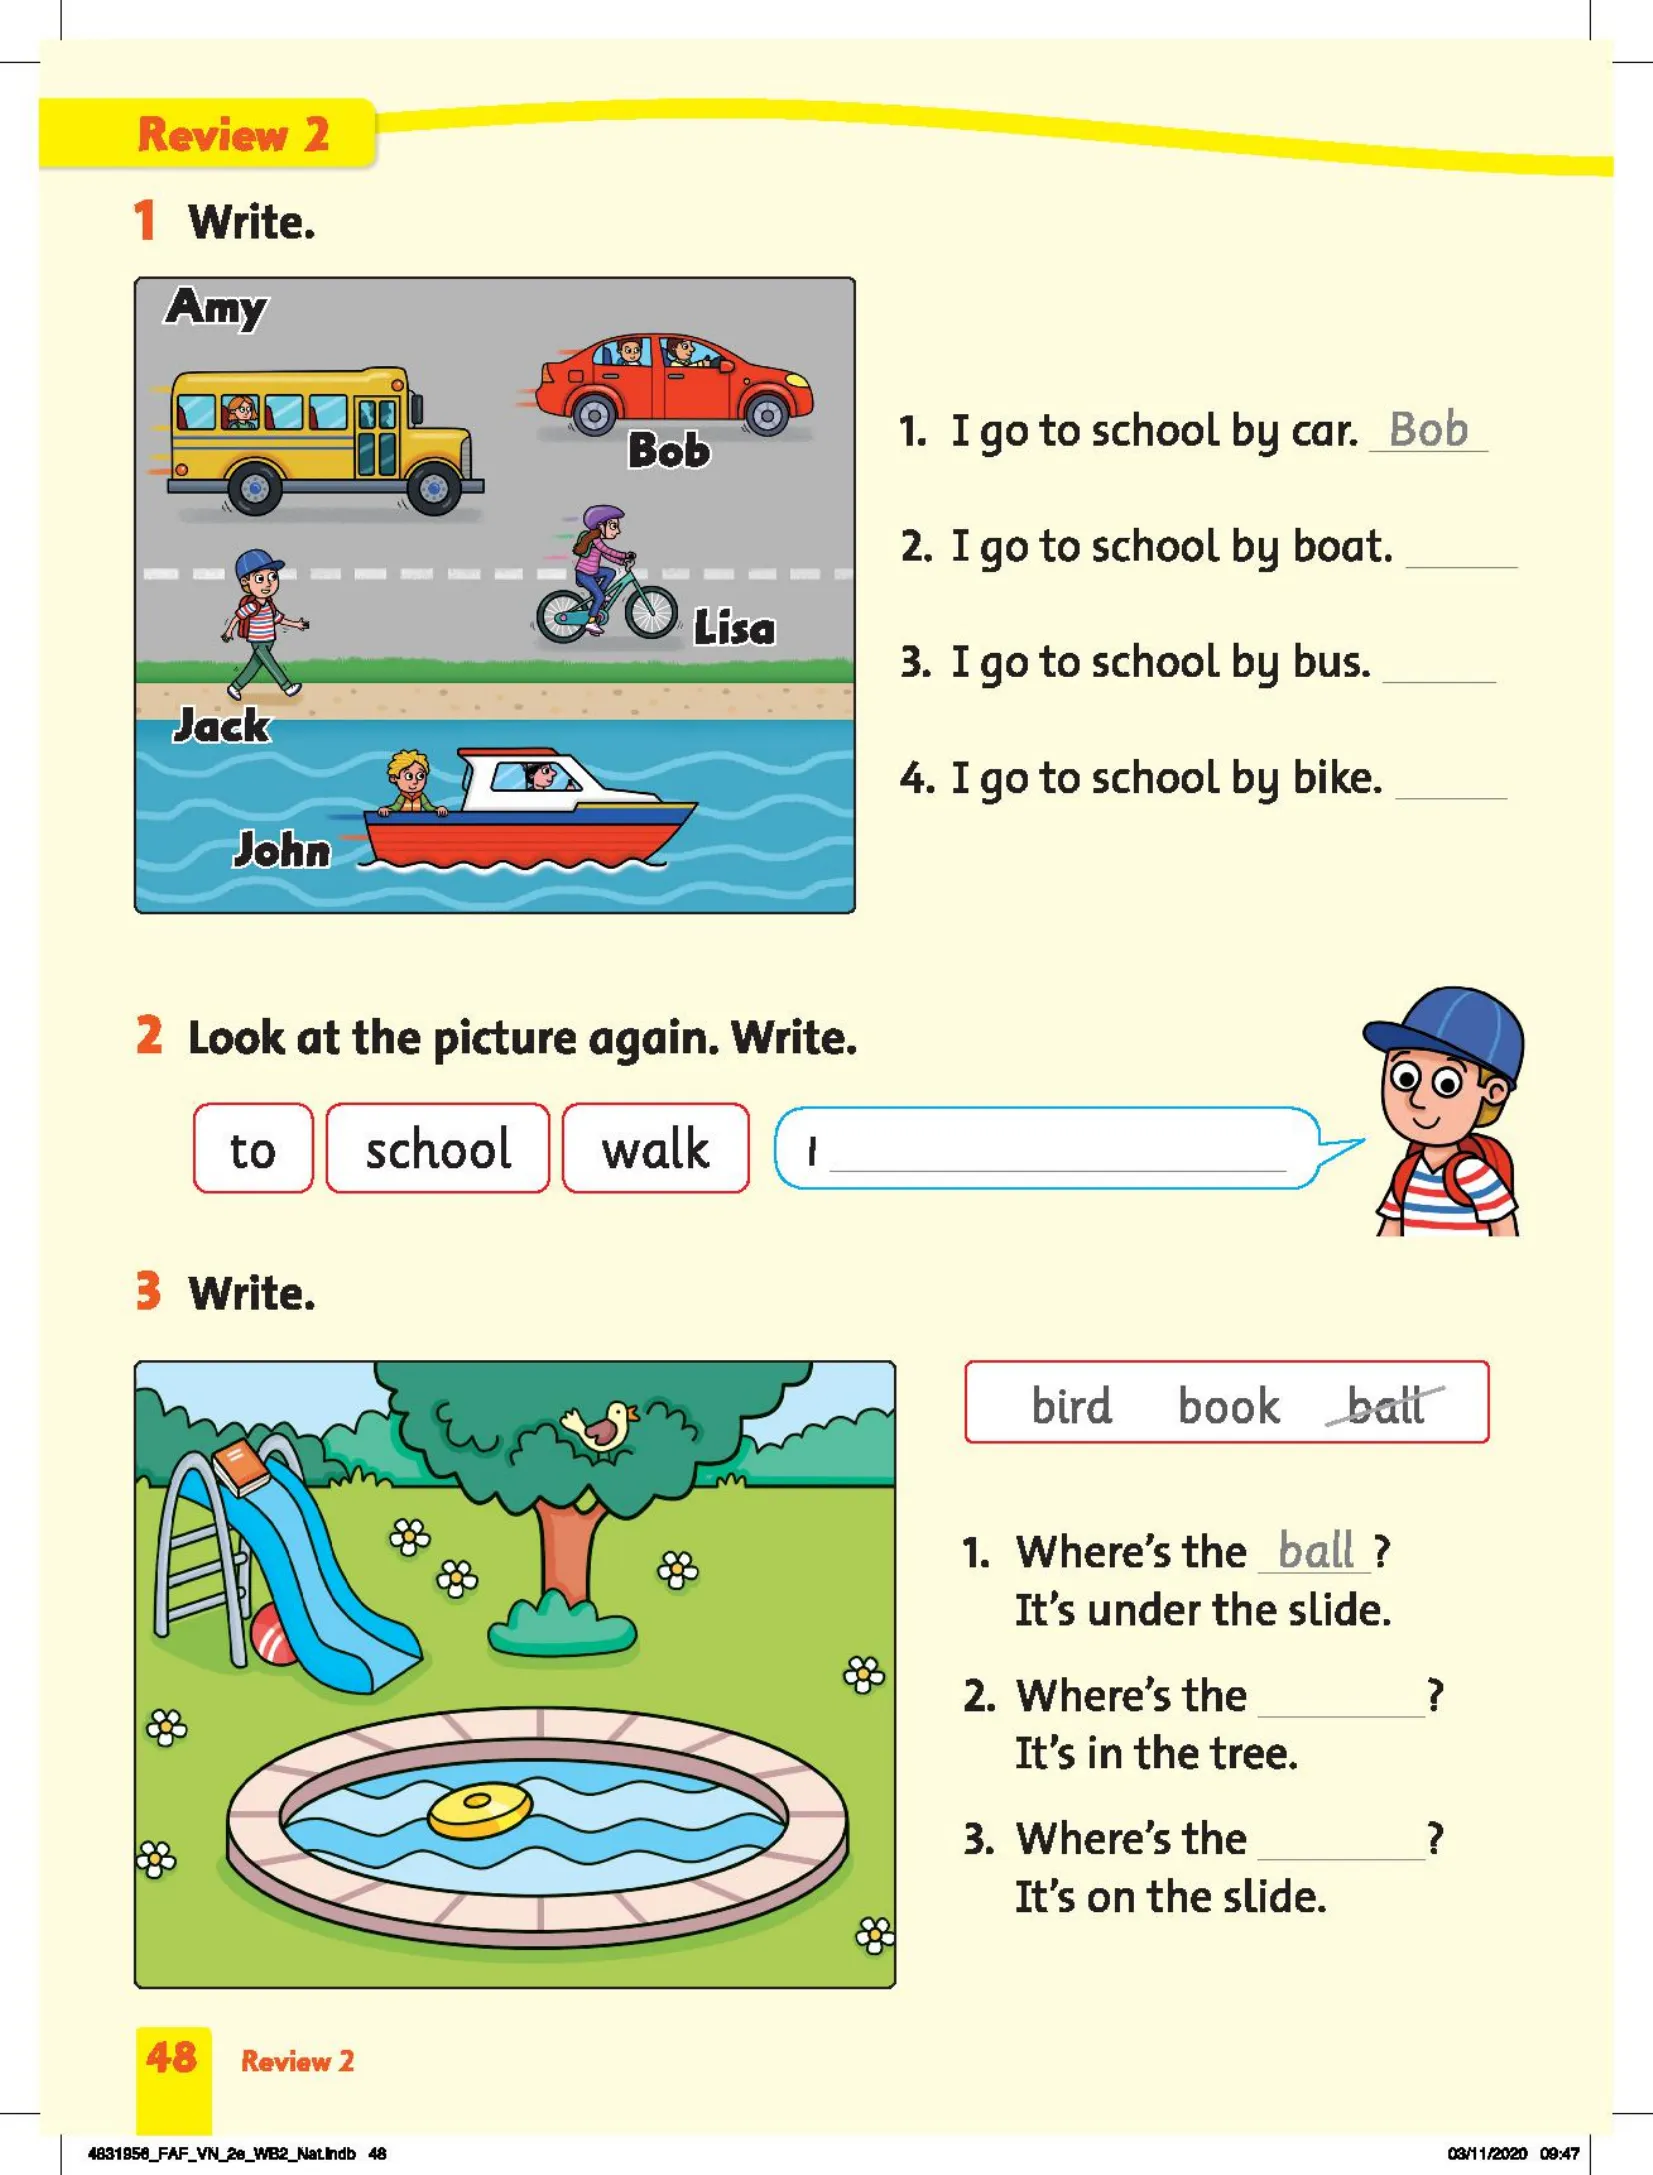 Review 2
1 Write.
Amy
Bob
Lisa
Jack
John
1. I go to school by car. Bob
2. I go to school by boat. ______
3. I go to school by bus. ______
4. I go to school by bike. ______
2 Look at the picture again. Write.
to school walk I ______
3 Write.
bird book ball
1. Where's the ball ?
It's under the slide.
2. Where's the ______ ?
It's in the tree.
3. Where's the ______ ?
It's on the slide.
48 Review 2
4831956_FAF_VN_2e_WB2_Nat.indb 48 03/11/2020 09:47